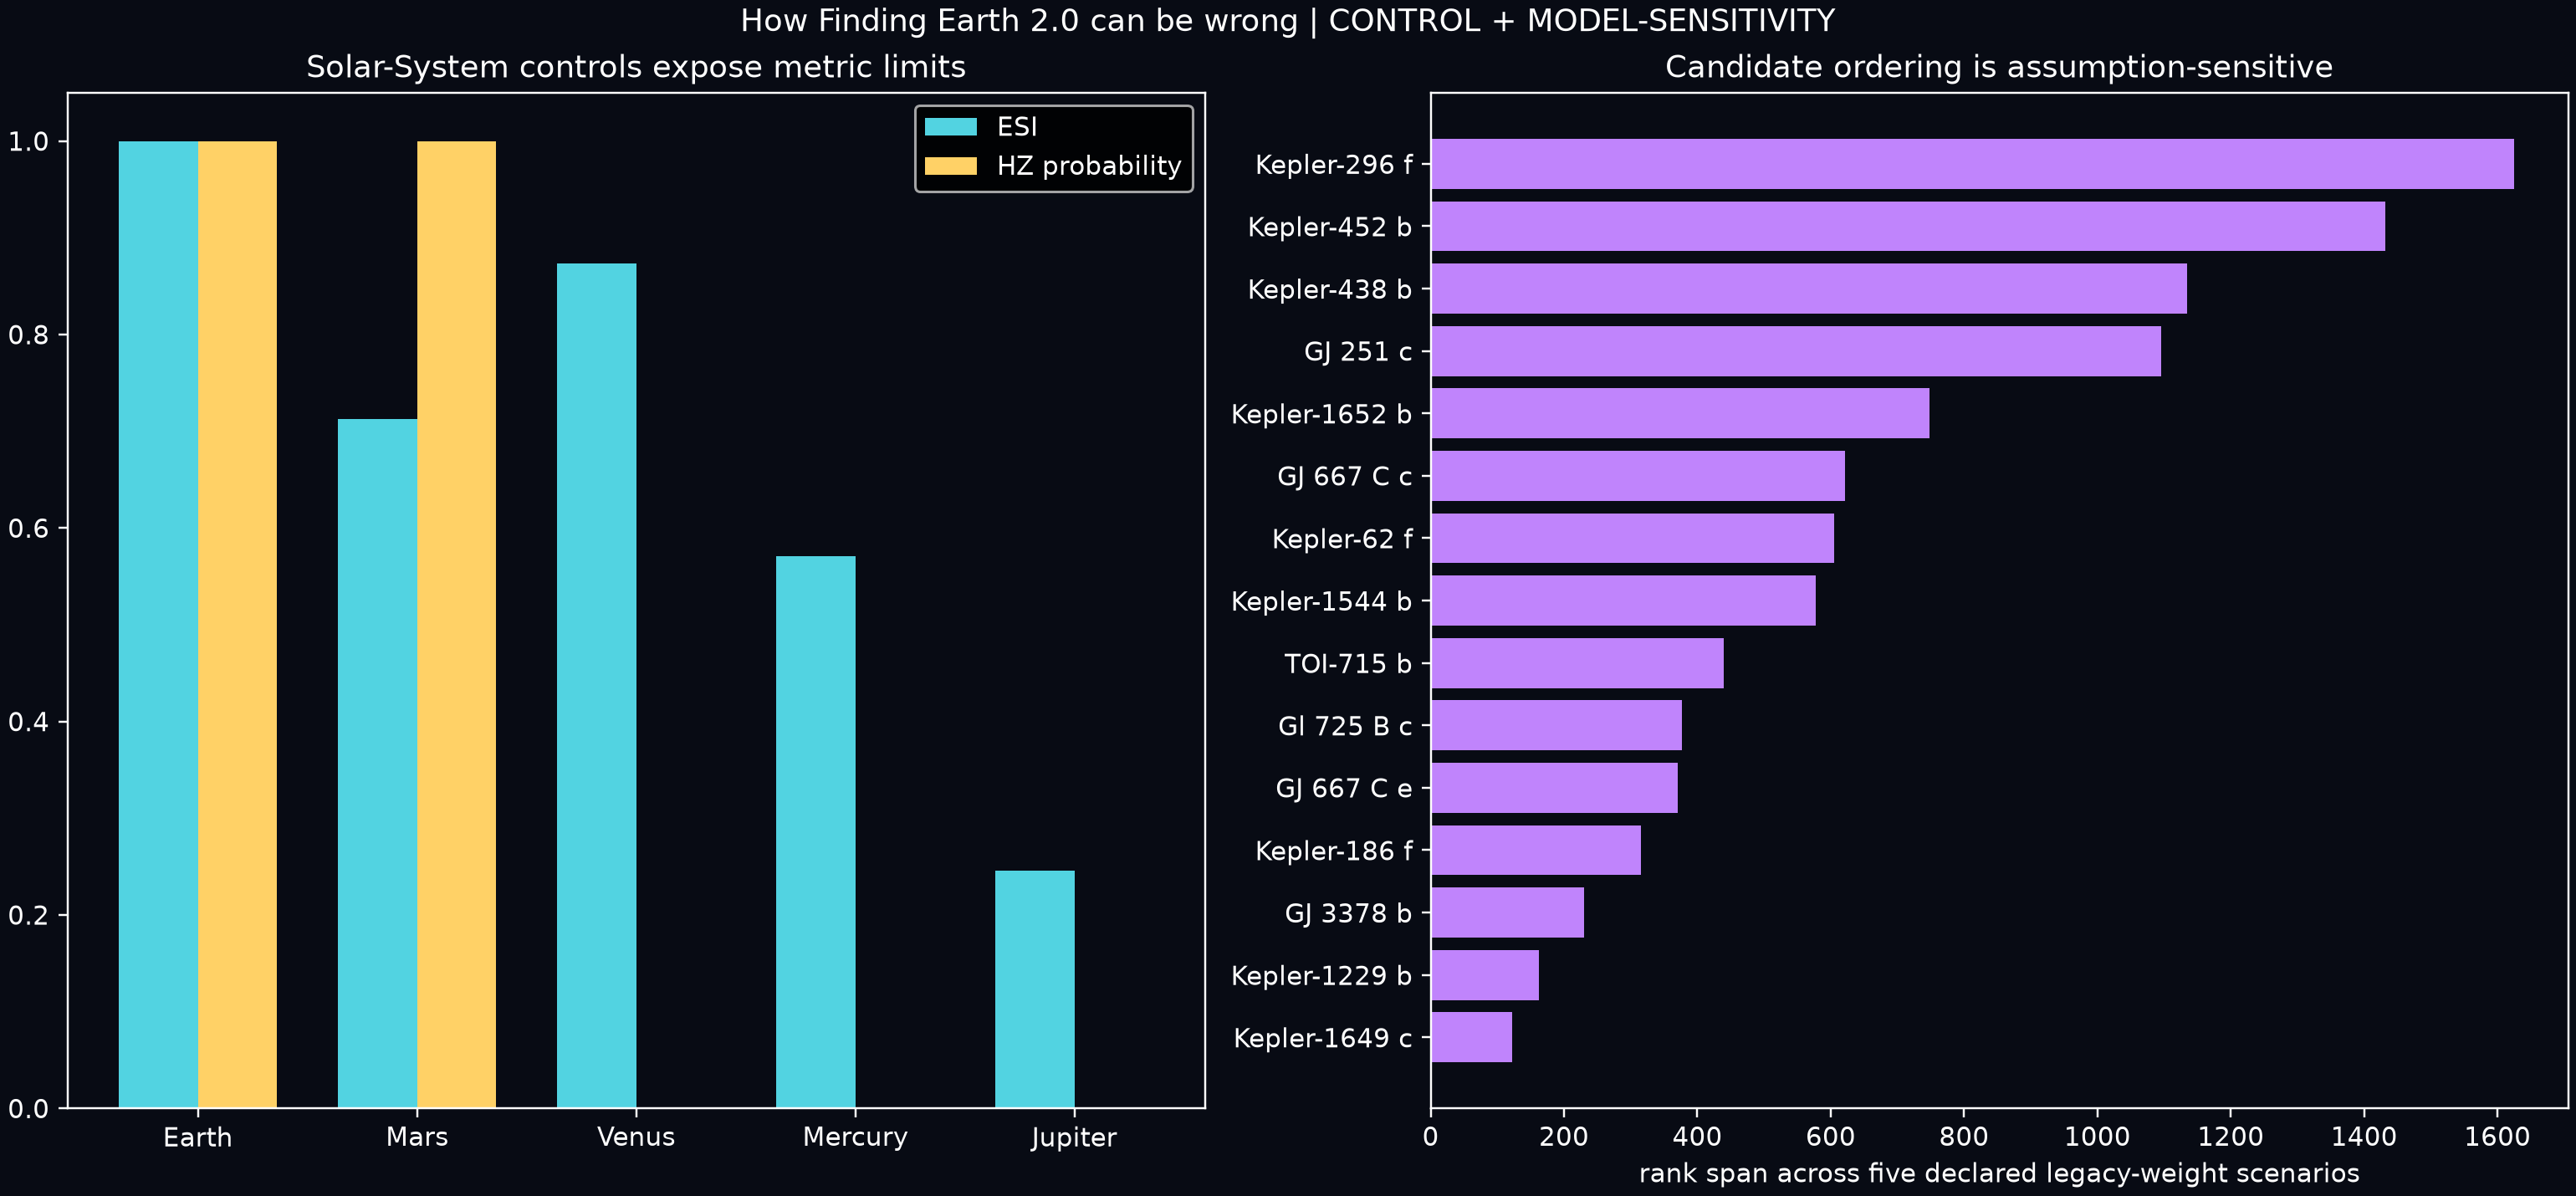 How Finding Earth 2.0 can be wrong | CONTROL + MODEL-SENSITIVITY
Solar-System controls expose metric limits
ESI
HZ probability
1.0
0.8
0.6
0.4
0.2
0.0
Earth
Mars
Venus
Mercury
Jupiter
Candidate ordering is assumption-sensitive
Kepler-296 f
Kepler-452 b
Kepler-438 b
GJ 251 c
Kepler-1652 b
GJ 667 C c
Kepler-62 f
Kepler-1544 b
TOI-715 b
Gl 725 B c
GJ 667 C e
Kepler-186 f
GJ 3378 b
Kepler-1229 b
Kepler-1649 c
0
200
400
600
800
1000
1200
1400
1600
rank span across five declared legacy-weight scenarios